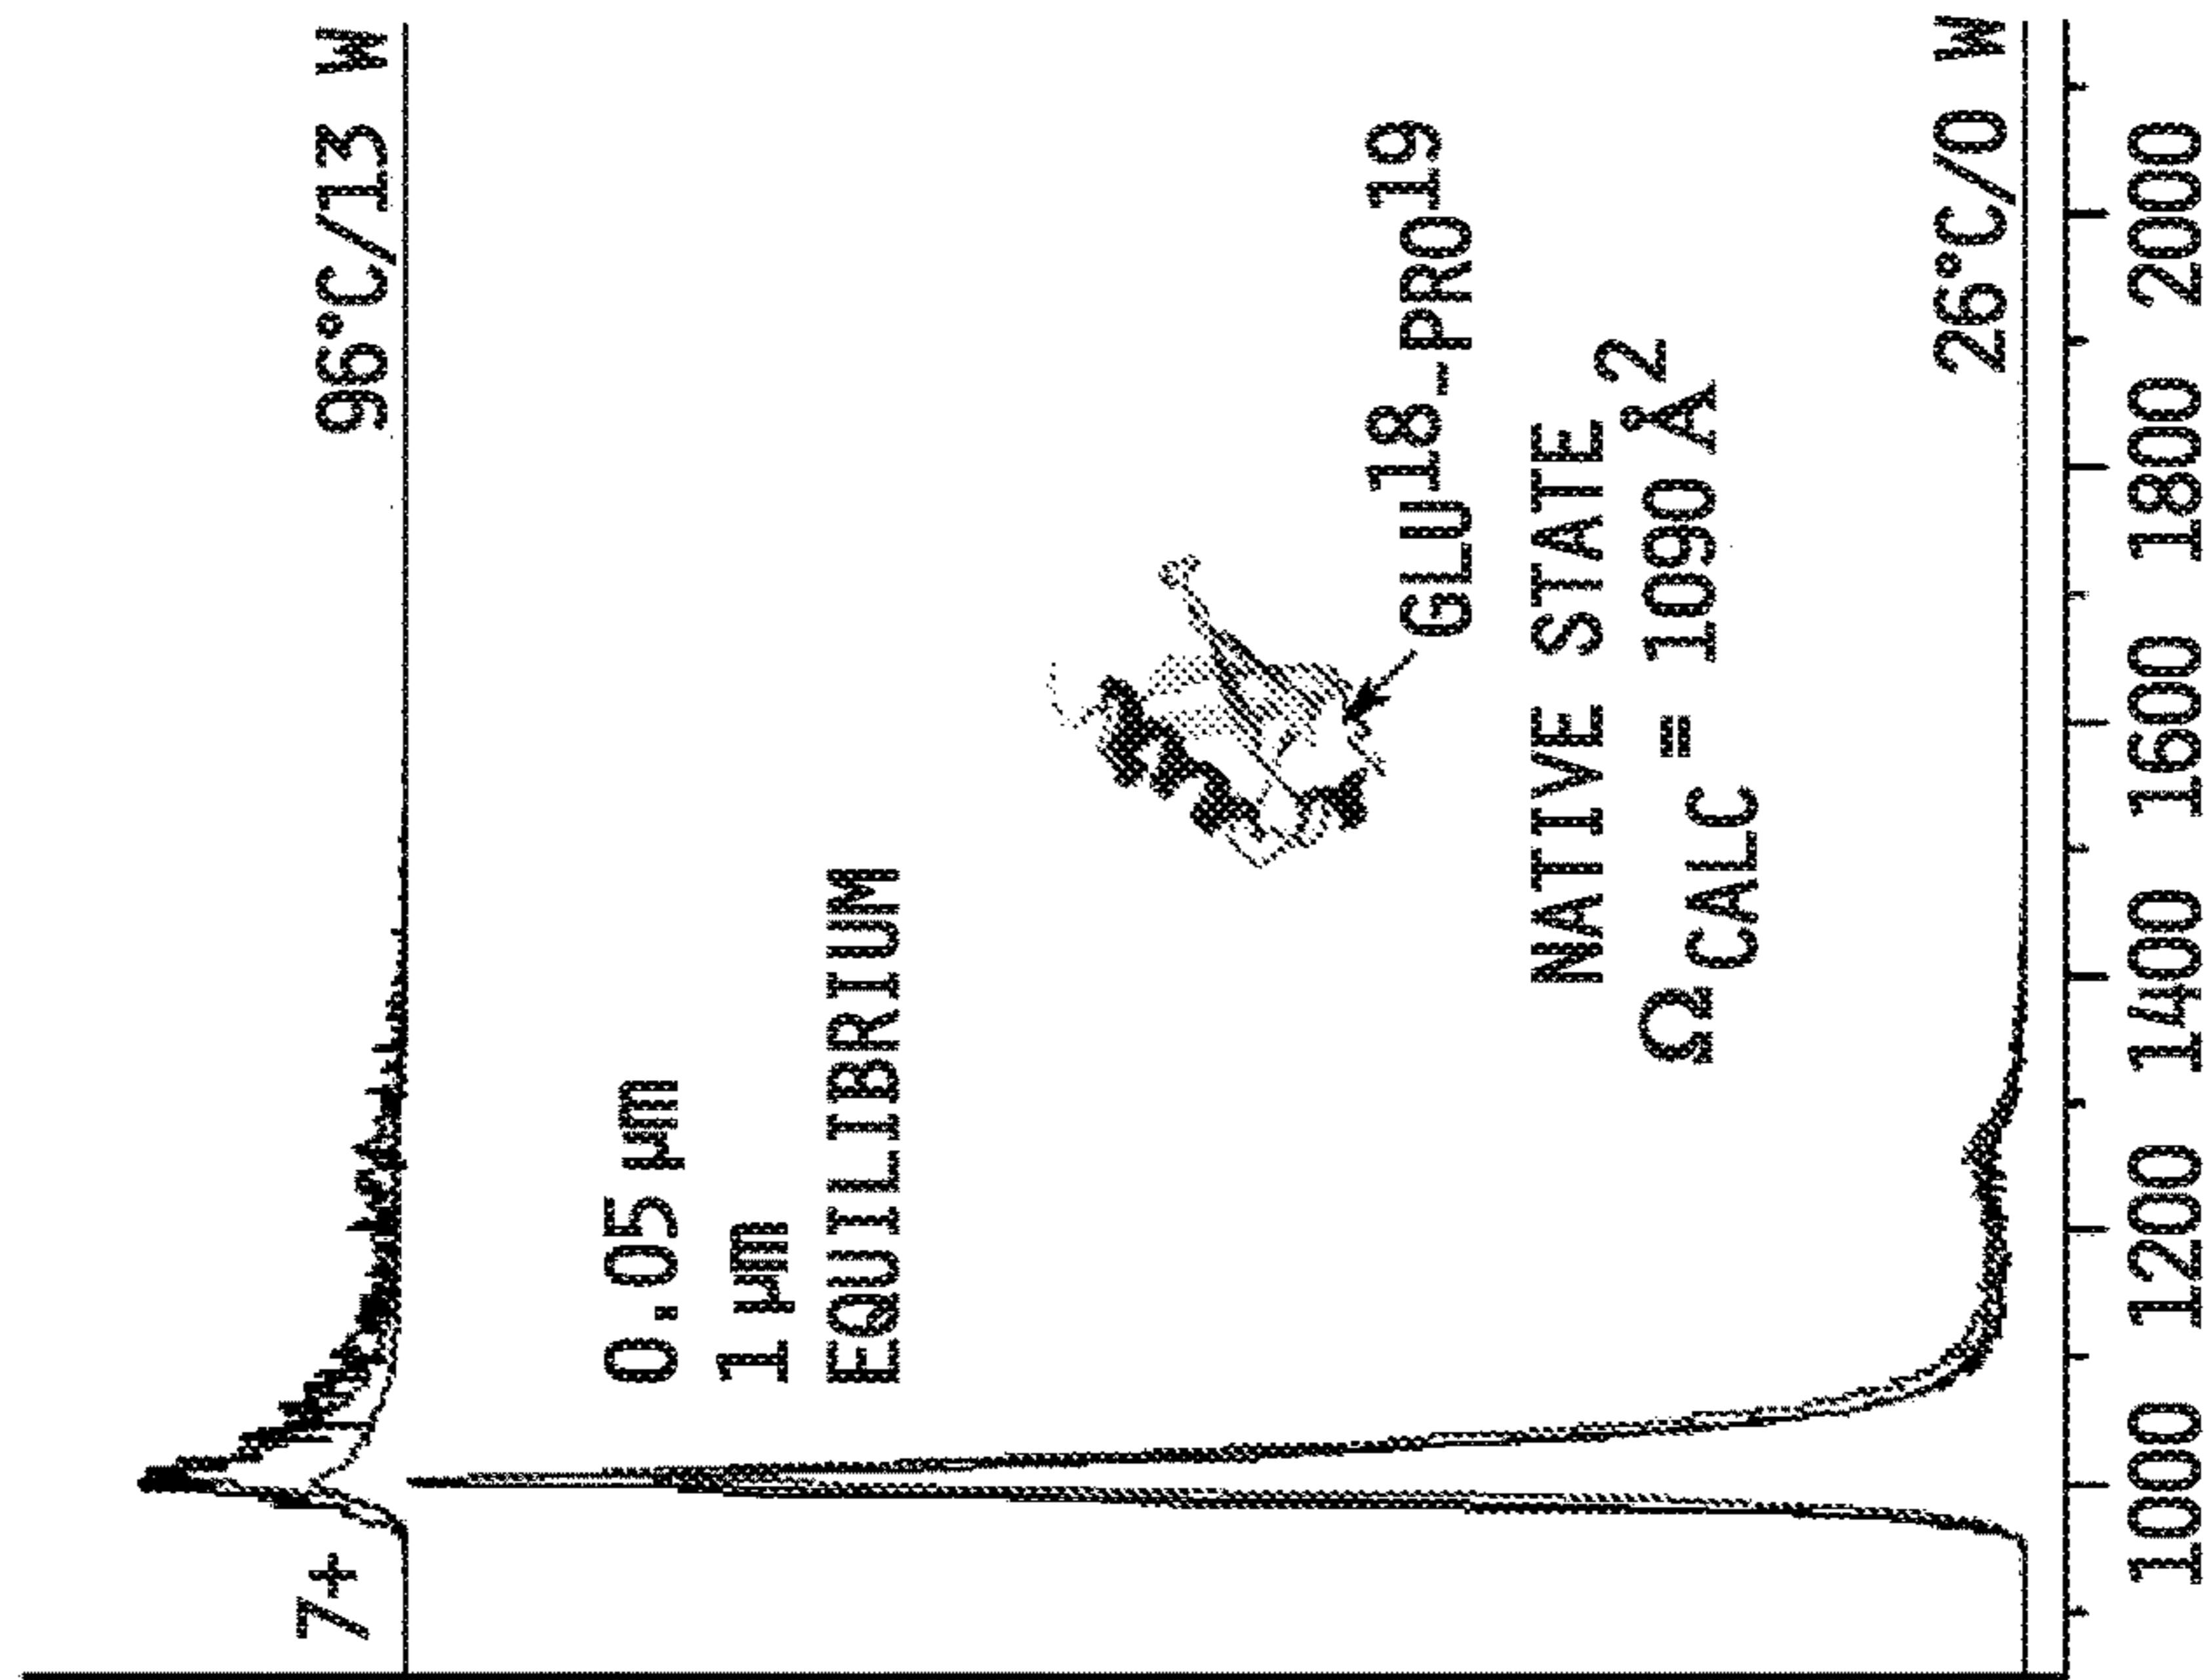 7+
96°C/13 W
0.05 µm
1 µm
EQUILIBRIUM
GLU18-PRO19
NATIVE STATE
ΩCALC = 1090 Å2
26°C/0 W
1000 1200 1400 1600 1800 2000